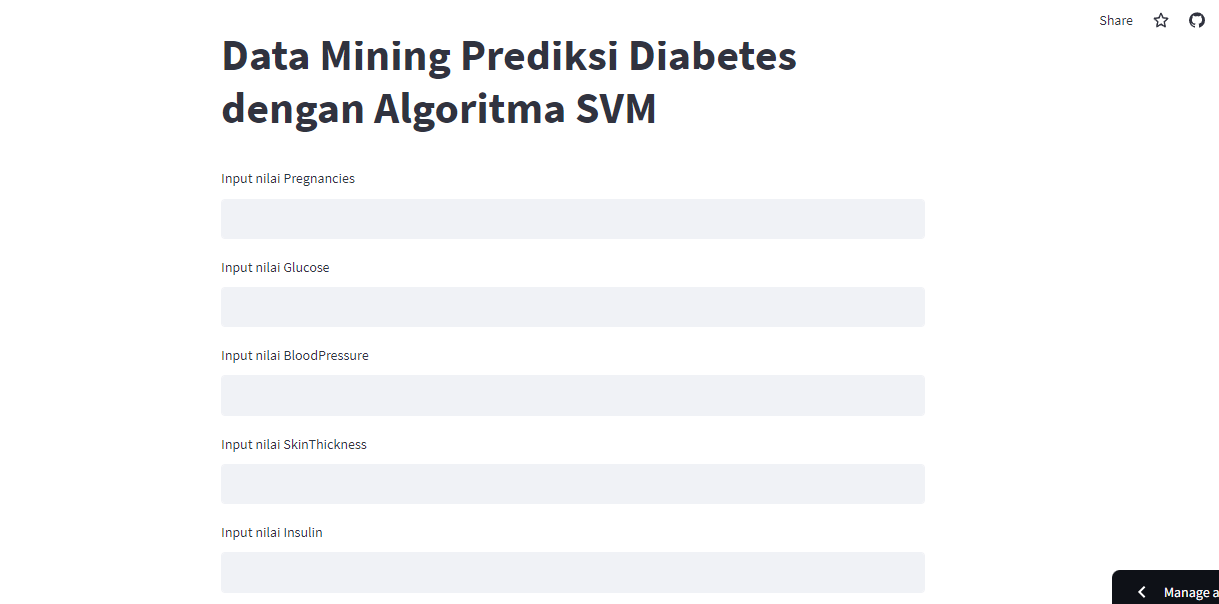 Share
Data Mining Prediksi Diabetes
dengan Algoritma SVM
Input nilai Pregnancies
Input nilai Glucose
Input nilai BloodPressure
Input nilai SkinThickness
Input nilai Insulin
Manage a